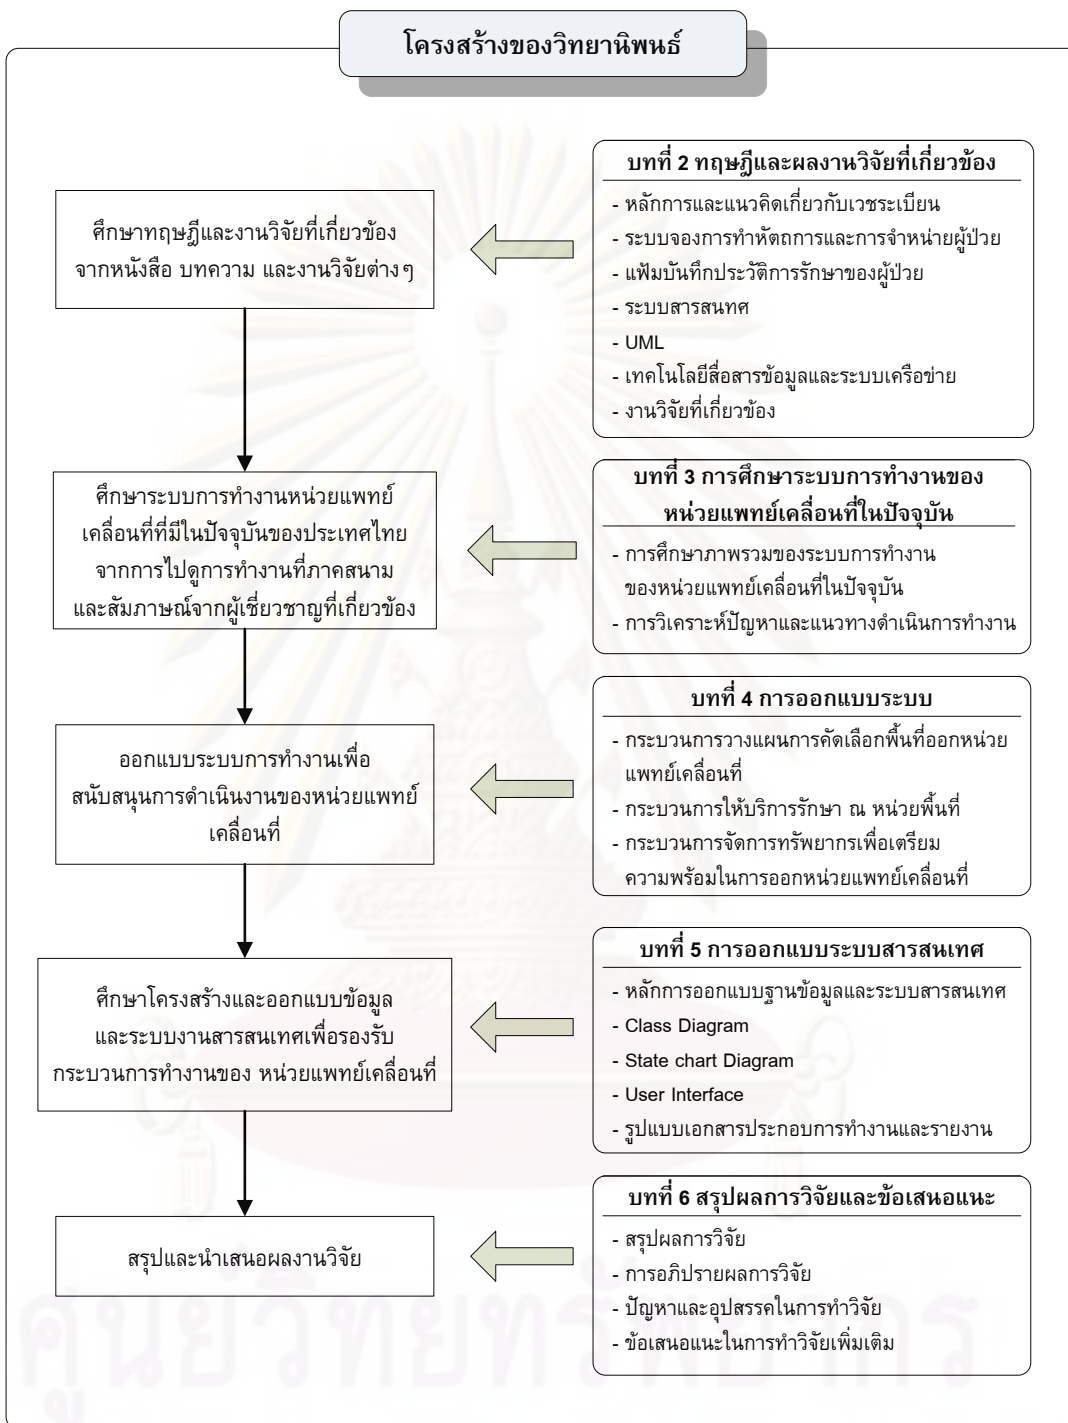 โครงสร้างของวิทยานิพนธ์
ศึกษาทฤษฎีและงานวิจัยที่เกี่ยวข้อง
จากหนังสือ บทความ และงานวิจัยต่างๆ
บทที่ 2 ทฤษฎีและผลงานวิจัยที่เกี่ยวข้อง
- หลักการและแนวคิดเกี่ยวกับเวชระเบียน
- ระบบจองการทำหัตถการและการจำหน่ายผู้ป่วย
- แฟ้มบันทึกประวัติการรักษาของผู้ป่วย
- ระบบสารสนทศ
- UML
- เทคโนโลยีสื่อสารข้อมูลและระบบเครือข่าย
- งานวิจัยที่เกี่ยวข้อง
ศึกษาระบบการทำงานหน่วยแพทย์
เคลื่อนที่ที่มีในปัจจุบันของประเทศไทย
จากการไปดูการทำงานที่ภาคสนาม
และสัมภาษณ์จากผู้เชี่ยวชาญที่เกี่ยวข้อง
บทที่ 3 การศึกษาระบบการทำงานของ
หน่วยแพทย์เคลื่อนที่ในปัจจุบัน
- การศึกษาภาพรวมของระบบการทำงาน
ของหน่วยแพทย์เคลื่อนที่ในปัจจุบัน
- การวิเคราะห์ปัญหาและแนวทางดำเนินการทำงาน
ออกแบบระบบการทำงานเพื่อ
สนับสนุนการดำเนินงานของหน่วยแพทย์
เคลื่อนที่
บทที่ 4 การออกแบบระบบ
- กระบวนการวางแผนการคัดเลือกพื้นที่ออกหน่วย
แพทย์เคลื่อนที่
- กระบวนการให้บริการรักษา ณ หน่วยพื้นที่
- กระบวนการจัดการทรัพยากรเพื่อเตรียม
ความพร้อมในการออกหน่วยแพทย์เคลื่อนที่
ศึกษาโครงสร้างและออกแบบข้อมูล
และระบบงานสารสนเทศเพื่อรองรับ
กระบวนการทำงานของ หน่วยแพทย์เคลื่อนที่
บทที่ 5 การออกแบบระบบสารสนเทศ
- หลักการออกแบบฐานข้อมูลและระบบสารสนเทศ
- Class Diagram
- State chart Diagram
- User Interface
- รูปแบบเอกสารประกอบการทำงานและรายงาน
สรุปและนำเสนอผลงานวิจัย
บทที่ 6 สรุปผลการวิจัยและข้อเสนอแนะ
- สรุปผลการวิจัย
- การอภิปรายผลการวิจัย
- ปัญหาและอุปสรรคในการทำวิจัย
- ข้อเสนอแนะในการทำวิจัยเพิ่มเติม
ศูนย์วิทยทรัพยากร